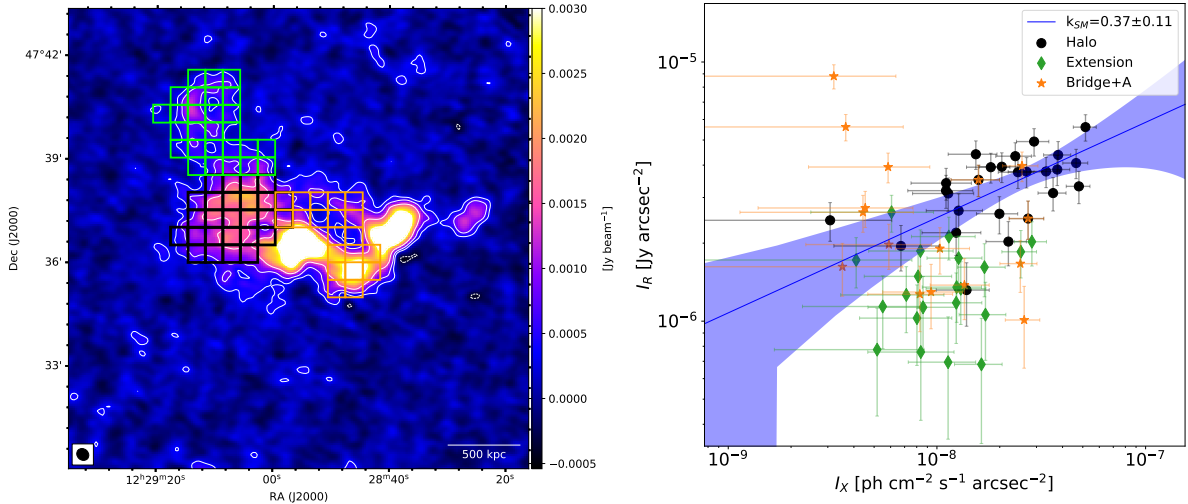 47°42'
39'
36'
33'
Dec (J2000)
500 kpc
12ʰ29ᵐ20ˢ
00ˢ
28ᵐ40ˢ
20ˢ
RA (J2000)
0.0030
0.0025
0.0020
0.0015
0.0010
0.0005
0.0000
−0.0005
[Jy beam⁻¹]
k_SM=0.37±0.11
Halo
Extension
Bridge+A
10⁻⁵
10⁻⁶
I_R [Jy arcsec⁻²]
10⁻⁹
10⁻⁸
10⁻⁷
I_X [ph cm⁻² s⁻¹ arcsec⁻²]